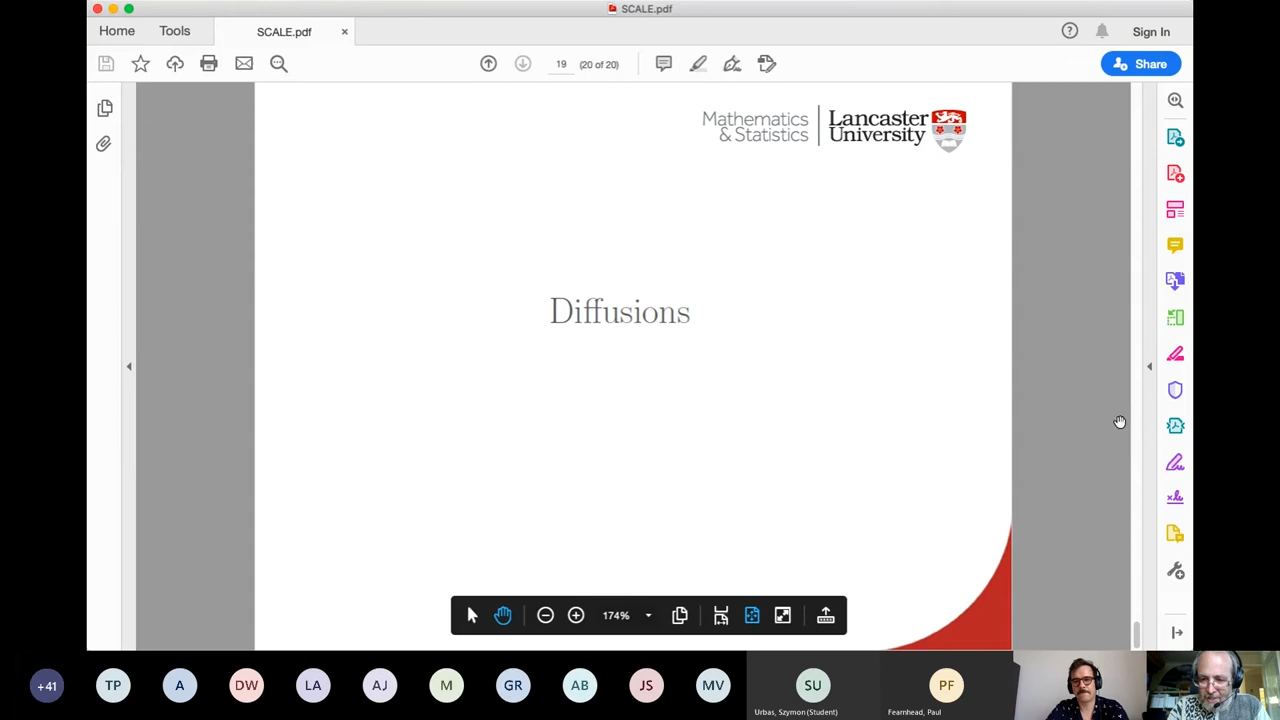 SCALE.pdf
Home
Tools
SCALE.pdf
×
Sign In
19
(20 of 20)
Share
Mathematics
& Statistics
Lancaster
University
Diffusions
174%
+41
TP
A
DW
LA
AJ
M
GR
AB
JS
MV
SU
PF
Urbas, Szymon (Student)
Fearnhead, Paul